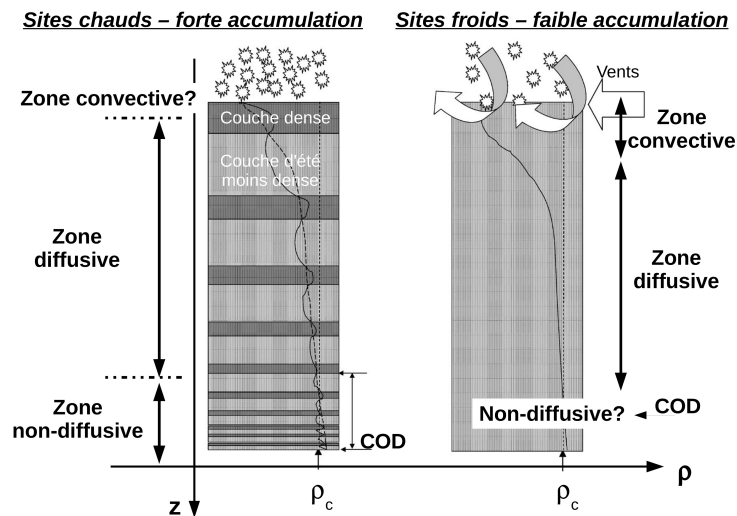 Sites chauds – forte accumulation
Sites froids – faible accumulation
Zone convective?
Couche dense
Couche d'été
moins dense
Zone
diffusive
Zone
non-diffusive
COD
z
ρc
Vents
Zone
convective
Zone
diffusive
Non-diffusive?
COD
ρ
ρc